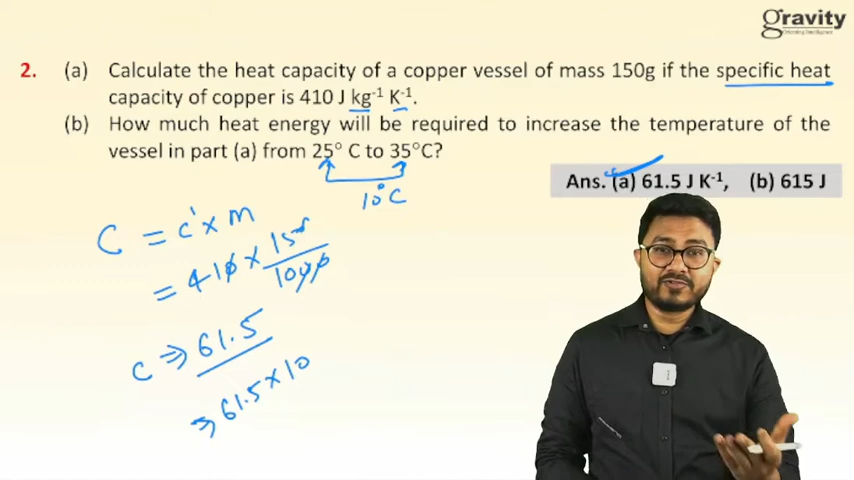 gravity
2. (a) Calculate the heat capacity of a copper vessel of mass 150g if the specific heat
capacity of copper is 410 J kg⁻¹ K⁻¹.
(b) How much heat energy will be required to increase the temperature of the
vessel in part (a) from 25° C to 35°C?
Ans. (a) 61.5 J K⁻¹, (b) 615 J
10°C
C = c' × m
= 410 × 150/1000
C ⇒ 61.5
⇒ 61.5 × 10